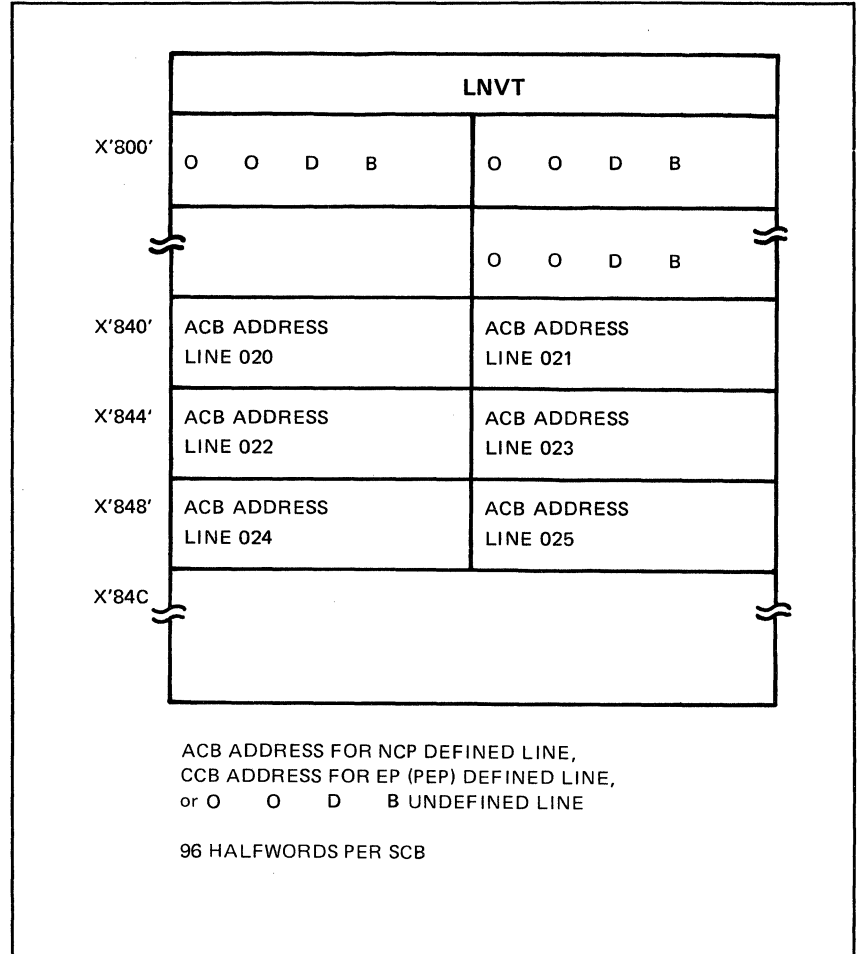 LNVT
X'800' O O D B O O D B
O O D B
X'840' ACB ADDRESS LINE 020 ACB ADDRESS LINE 021
X'844' ACB ADDRESS LINE 022 ACB ADDRESS LINE 023
X'848' ACB ADDRESS LINE 024 ACB ADDRESS LINE 025
X'84C
ACB ADDRESS FOR NCP DEFINED LINE,
CCB ADDRESS FOR EP (PEP) DEFINED LINE,
or O O D B UNDEFINED LINE
96 HALFWORDS PER SCB